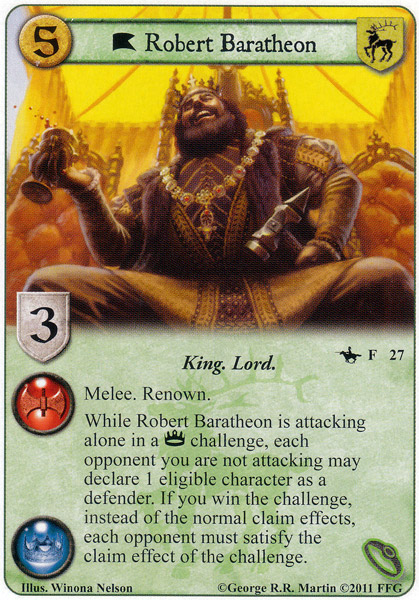 5
Robert Baratheon
3
King. Lord.
F 27
Melee. Renown.
While Robert Baratheon is attacking
alone in a challenge, each
opponent you are not attacking may
declare 1 eligible character as a
defender. If you win the challenge,
instead of the normal claim effects,
each opponent must satisfy the
claim effect of the challenge.
Illus. Winona Nelson
©George R.R. Martin ©2011 FFG